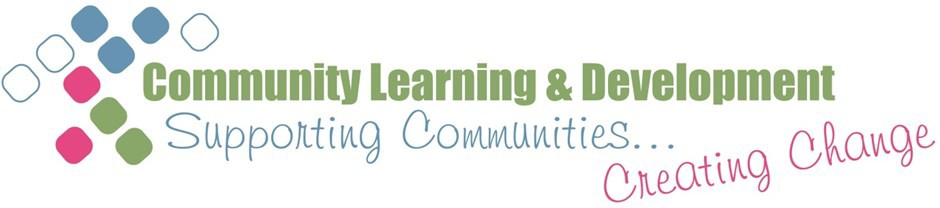 Community Learning & Development
Supporting Communities...
Creating Change